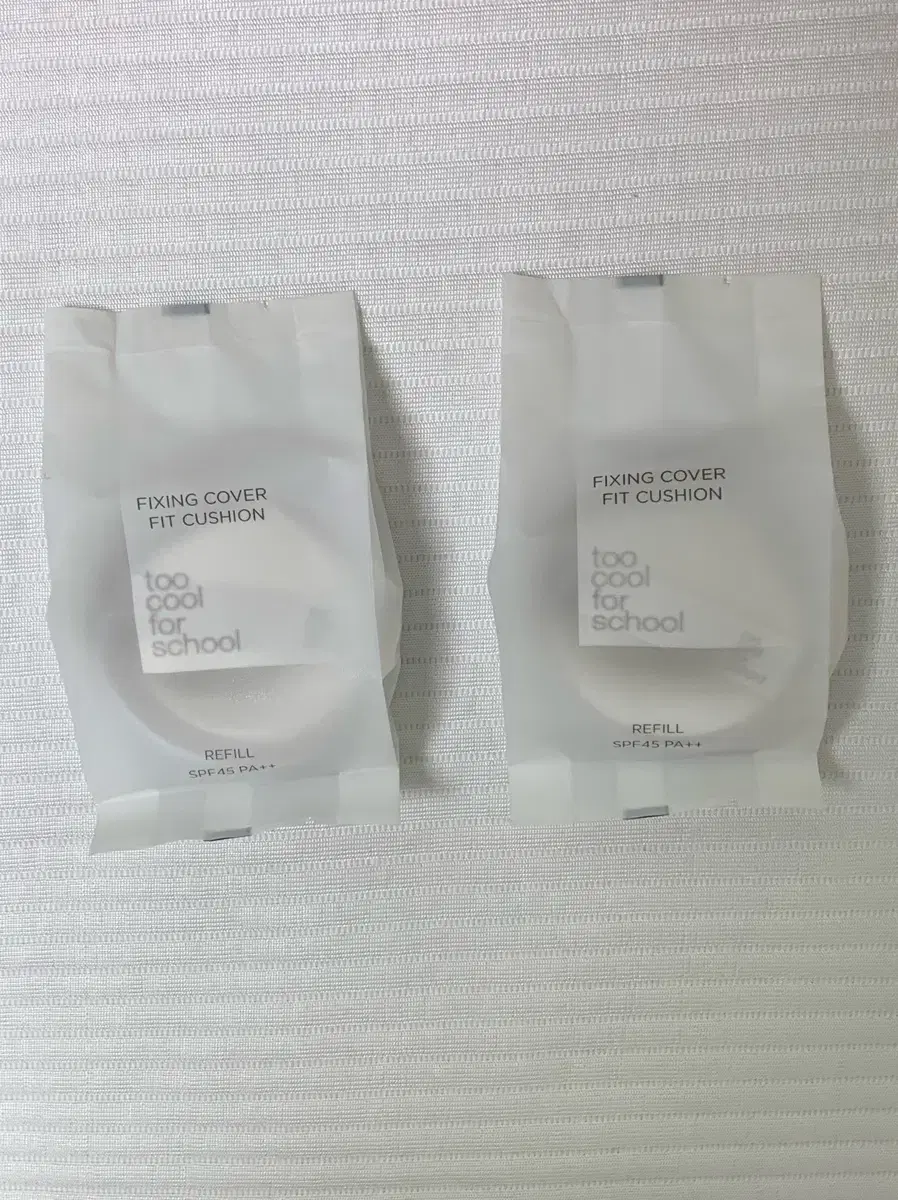 FIXING COVER
FIT CUSHION
too
cool
for
school
REFILL
SPF45 PA++
FIXING COVER
FIT CUSHION
too
cool
for
school
REFILL
SPF45 PA++